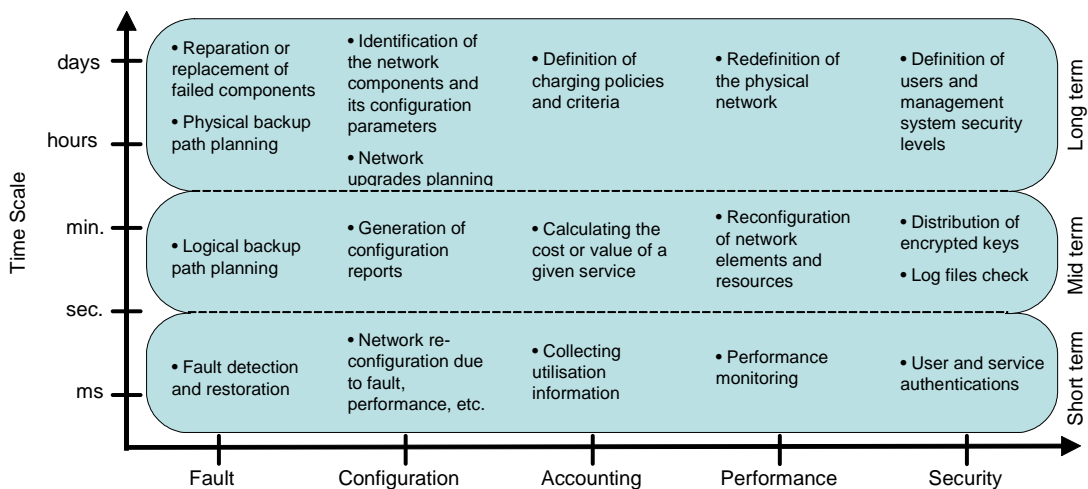 Time Scale
days
hours
min.
sec.
ms
• Reparation or
replacement of
failed components
• Physical backup
path planning
• Identification of
the network
components and
its configuration
parameters
• Network
upgrades planning
• Definition of
charging policies
and criteria
• Redefinition of
the physical
network
• Definition of
users and
management
system security
levels
Long term
• Logical backup
path planning
• Generation of
configuration
reports
• Calculating the
cost or value of a
given service
• Reconfiguration
of network
elements and
resources
• Distribution of
encrypted keys
• Log files check
Mid term
• Fault detection
and restoration
• Network re-
configuration due
to fault,
performance, etc.
• Collecting
utilisation
information
• Performance
monitoring
• User and service
authentications
Short term
Fault
Configuration
Accounting
Performance
Security